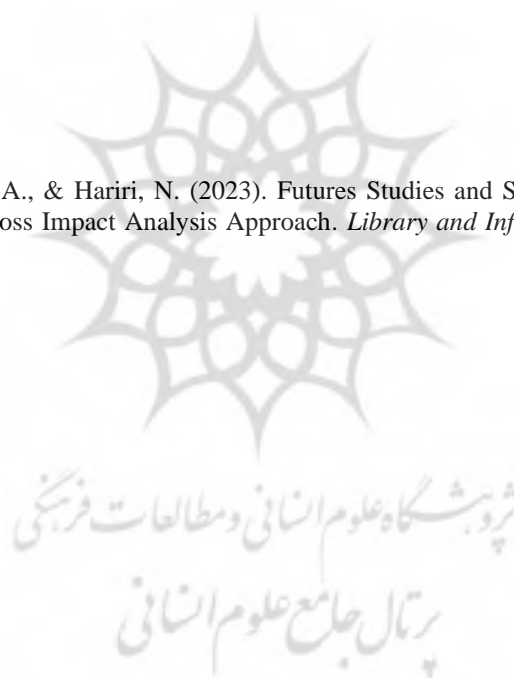 A., & Hariri, N. (2023). Futures Studies and S
oss Impact Analysis Approach. Library and Inf
پژوهشگاه علوم انسانی و مطالعات فرهنگی
پرتال جامع علوم انسانی